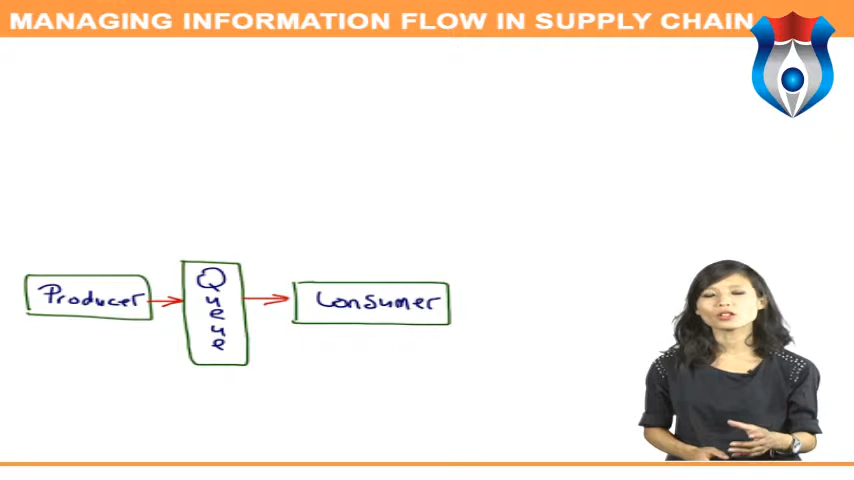 MANAGING INFORMATION FLOW IN SUPPLY CHAIN
Producer
Queue
Consumer